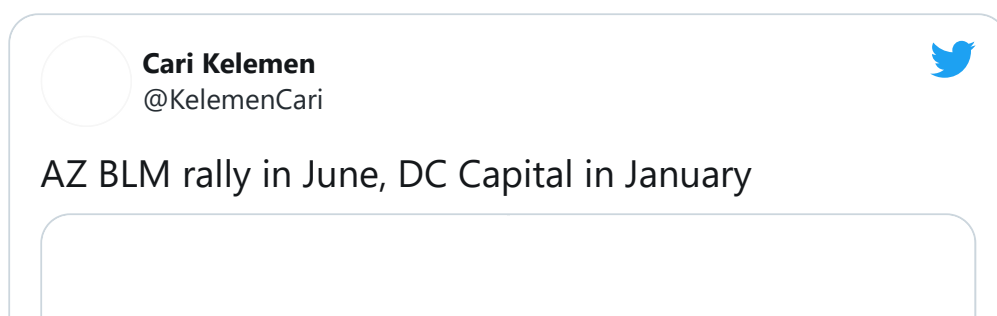 Cari Kelemen
@KelemenCari
AZ BLM rally in June, DC Capital in January